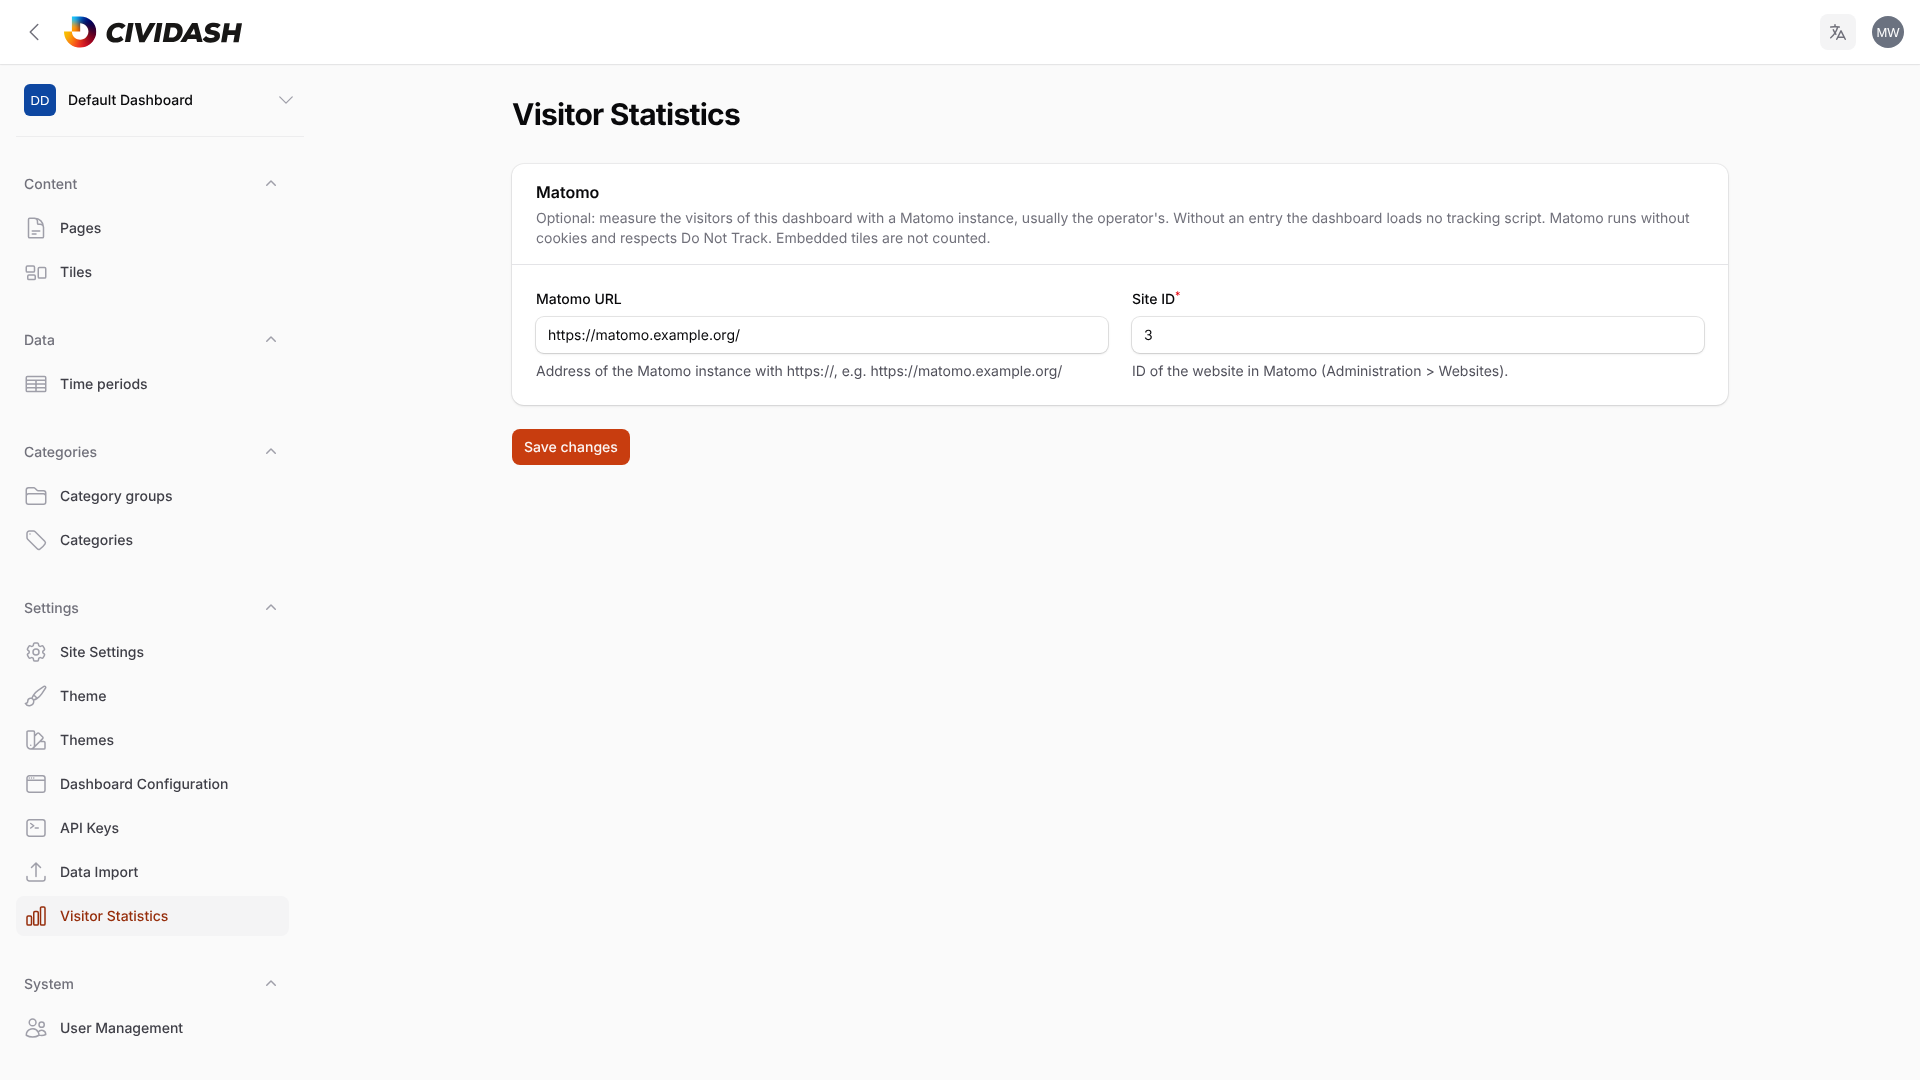 CIVIDASH
MW
DD
Default Dashboard
Content
Pages
Tiles
Data
Time periods
Categories
Category groups
Categories
Settings
Site Settings
Theme
Themes
Dashboard Configuration
API Keys
Data Import
Visitor Statistics
System
User Management
Visitor Statistics
Matomo
Optional: measure the visitors of this dashboard with a Matomo instance, usually the operator's. Without an entry the dashboard loads no tracking script. Matomo runs without
cookies and respects Do Not Track. Embedded tiles are not counted.
Matomo URL
https://matomo.example.org/
Address of the Matomo instance with https://, e.g. https://matomo.example.org/
Site ID*
3
ID of the website in Matomo (Administration > Websites).
Save changes